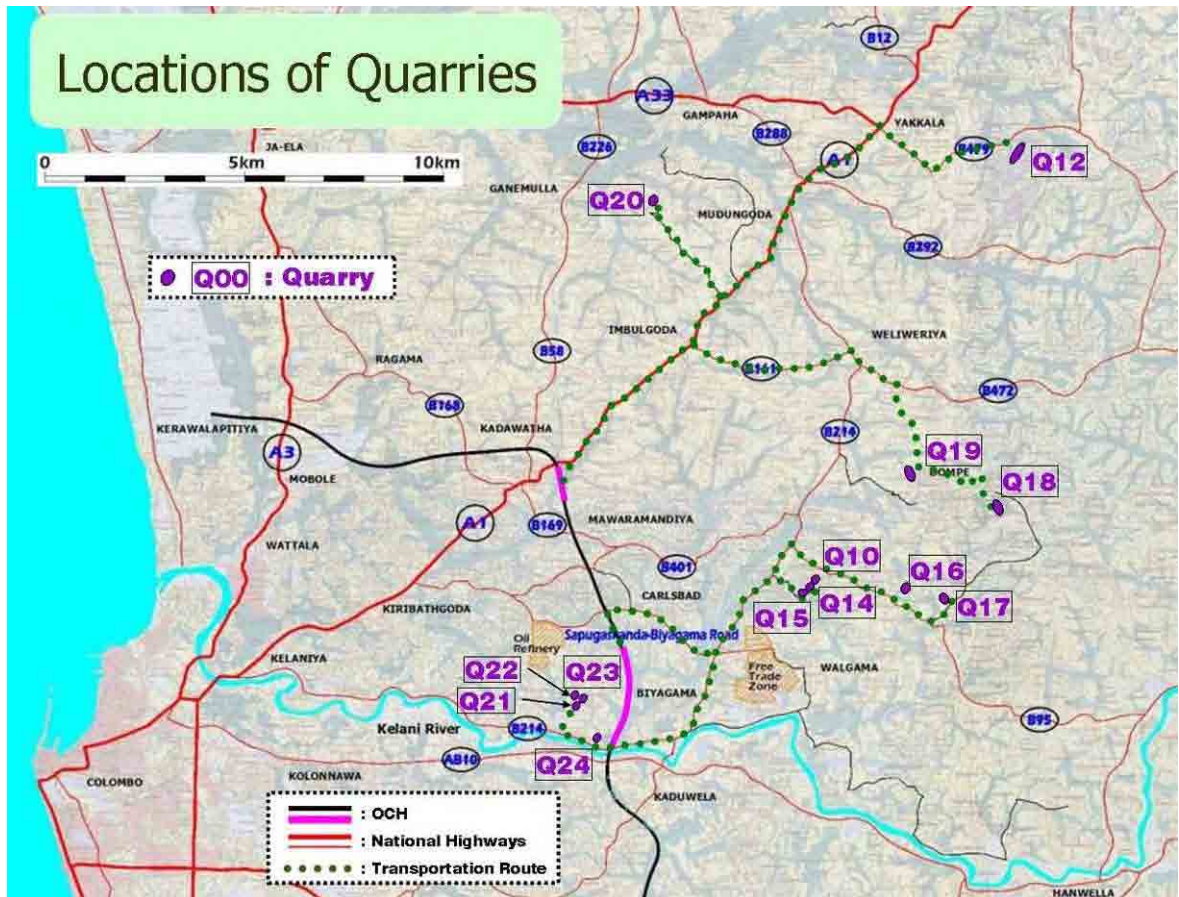 Locations of Quarries
B12
A33
GAMPAHA
B288
YAKKALA
JA-ELA
B226
A1
B479
Q12
0
5km
10km
GANEMULLA
Q20
MUDUNGODA
B292
Q00 : Quarry
IMBULGODA
WELIWERIYA
B58
RAGAMA
B161
B472
B168
KERAWALAPITIYA
KADAWATHA
B214
A3
Q19
MOBOLE
BOMPE
Q18
A1
B169
MAWARAMANDIYA
WATTALA
B401
Q10
CARLSBAD
Q16
KIRIBATHGODA
Q15
Q14
Q17
Oil
Refinery
Sapugaskanda-Biyagama Road
KELANIYA
WALGAMA
Q22
Q23
Free
Trade
Zone
Q21
BIYAGAMA
Kelani River
B214
B95
AB10
Q24
COLOMBO
KOLONNAWA
KADUWELA
: OCH
: National Highways
: Transportation Route
HANWELLA